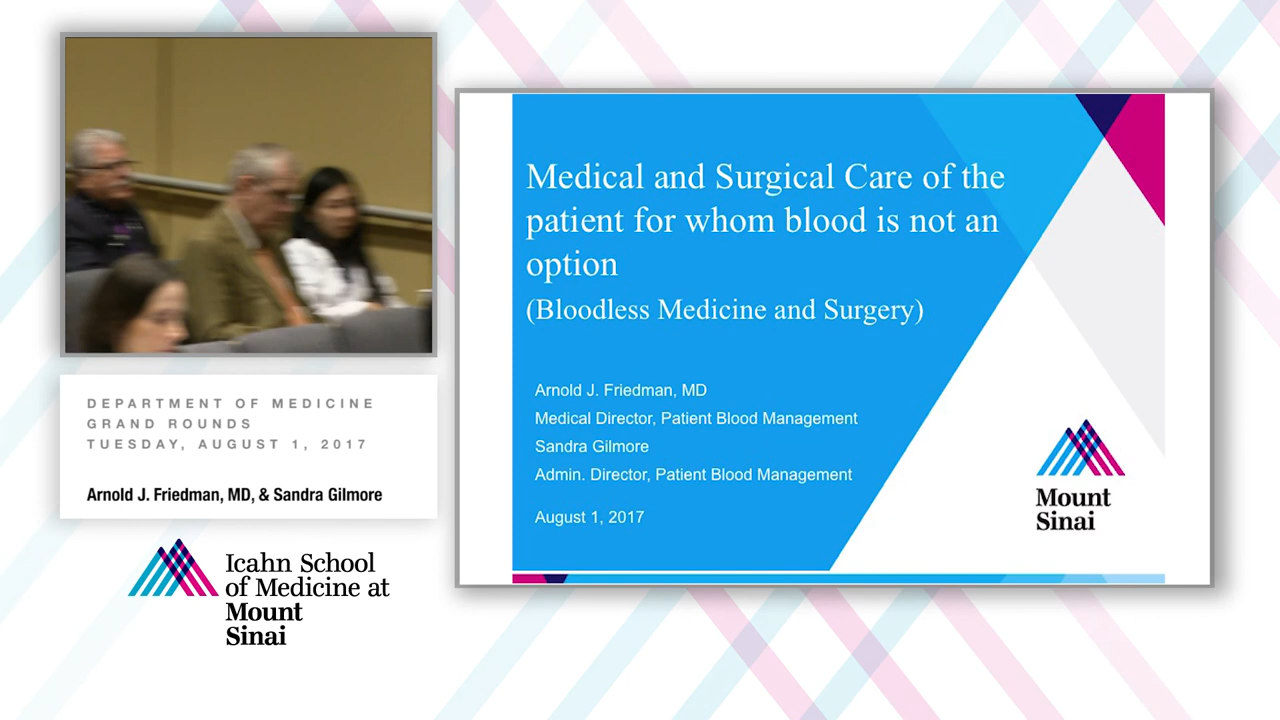 DEPARTMENT OF MEDICINE
GRAND ROUNDS
TUESDAY, AUGUST 1, 2017
Arnold J. Friedman, MD, & Sandra Gilmore
Icahn School
of Medicine at
Mount
Sinai
Medical and Surgical Care of the
patient for whom blood is not an
option
(Bloodless Medicine and Surgery)
Arnold J. Friedman, MD
Medical Director, Patient Blood Management
Sandra Gilmore
Admin. Director, Patient Blood Management
August 1, 2017
Mount
Sinai